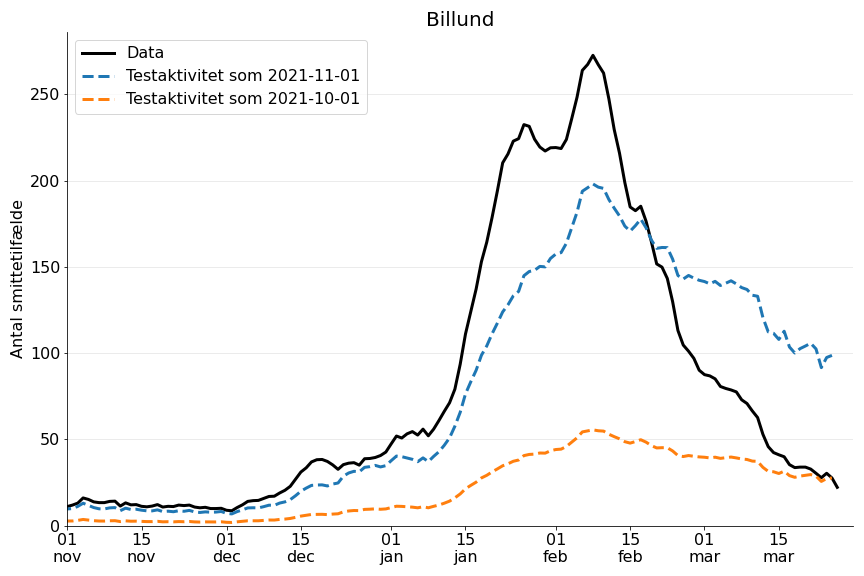 Billund
Data
Testaktivitet som 2021-11-01
Testaktivitet som 2021-10-01
Antal smittetilfælde
250
200
150
100
50
0
01 15 01 15 01 15 01 15 01 15
nov nov dec dec jan jan feb feb mar mar